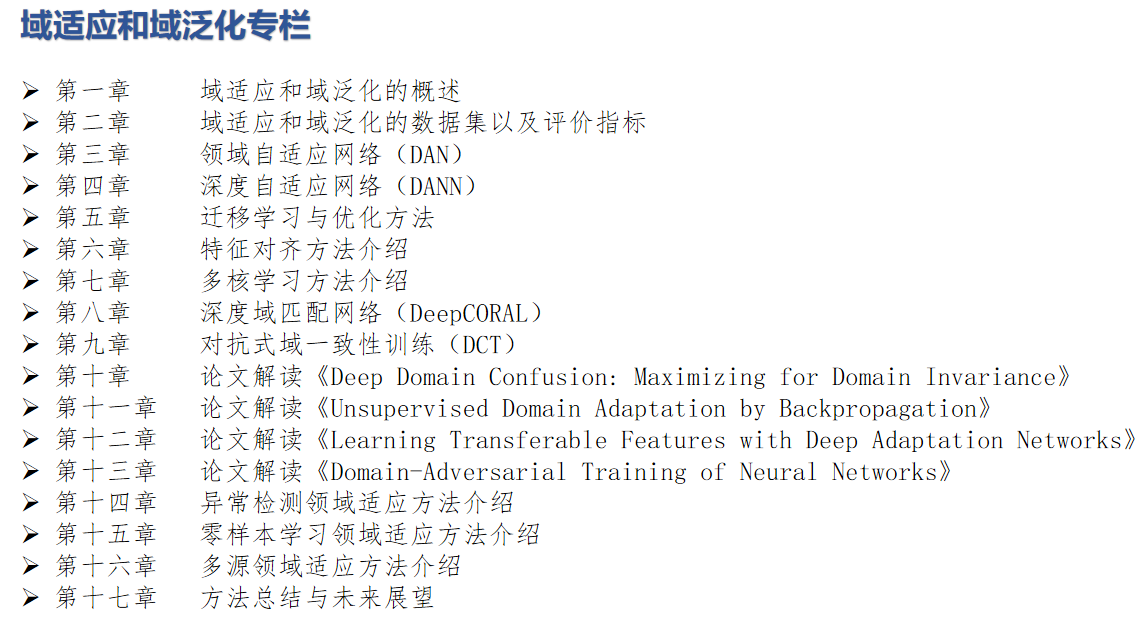 域适应和域泛化专栏
➢ 第一章 域适应和域泛化的概述
➢ 第二章 域适应和域泛化的数据集以及评价指标
➢ 第三章 领域自适应网络（DAN）
➢ 第四章 深度自适应网络（DANN）
➢ 第五章 迁移学习与优化方法
➢ 第六章 特征对齐方法介绍
➢ 第七章 多核学习方法介绍
➢ 第八章 深度域匹配网络（DeepCORAL）
➢ 第九章 对抗式域一致性训练（DCT）
➢ 第十章 论文解读《Deep Domain Confusion: Maximizing for Domain Invariance》
➢ 第十一章 论文解读《Unsupervised Domain Adaptation by Backpropagation》
➢ 第十二章 论文解读《Learning Transferable Features with Deep Adaptation Networks》
➢ 第十三章 论文解读《Domain-Adversarial Training of Neural Networks》
➢ 第十四章 异常检测领域适应方法介绍
➢ 第十五章 零样本学习领域适应方法介绍
➢ 第十六章 多源领域适应方法介绍
➢ 第十七章 方法总结与未来展望